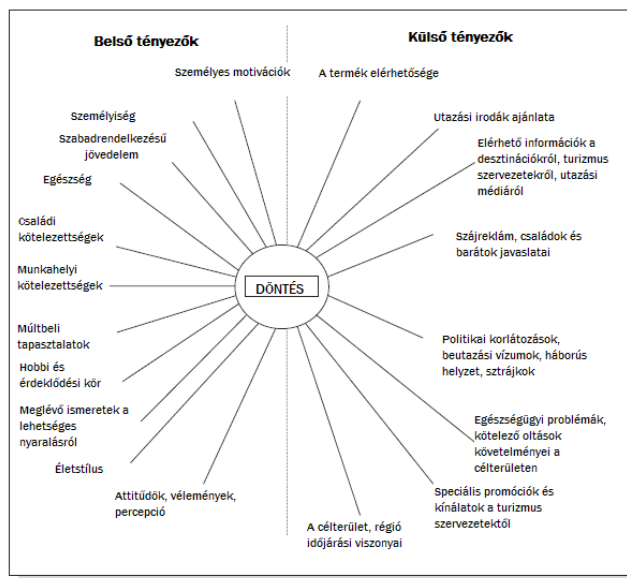 Belső tényezők
Személyes motivációk
Személyiség
Szabadrendelkezésű
jövedelem
Egészség
Családi
kötelezettségek
Munkahelyi
kötelezettségek
Múltbeli
tapasztalatok
Hobbi és
érdeklődési kör
Meglévő ismeretek a
lehetséges
nyaralásról
Életstílus
Attitűdök, vélemények,
percepció
DÖNTÉS
Külső tényezők
A termék elérhetősége
Utazási irodák ajánlata
Elérhető információk a
desztinációkról, turizmus
szervezetekről, utazási
médiáról
Szájreklám, családok és
barátok javaslatai
Politikai korlátozások,
beutazási vízumok, háborús
helyzet, sztrájkok
Egészségügyi problémák,
kötelező oltások
követelményei a
célterületen
Speciális promóciók és
kínálatok a turizmus
szervezetektől
A célterület, régió
időjárási viszonyai